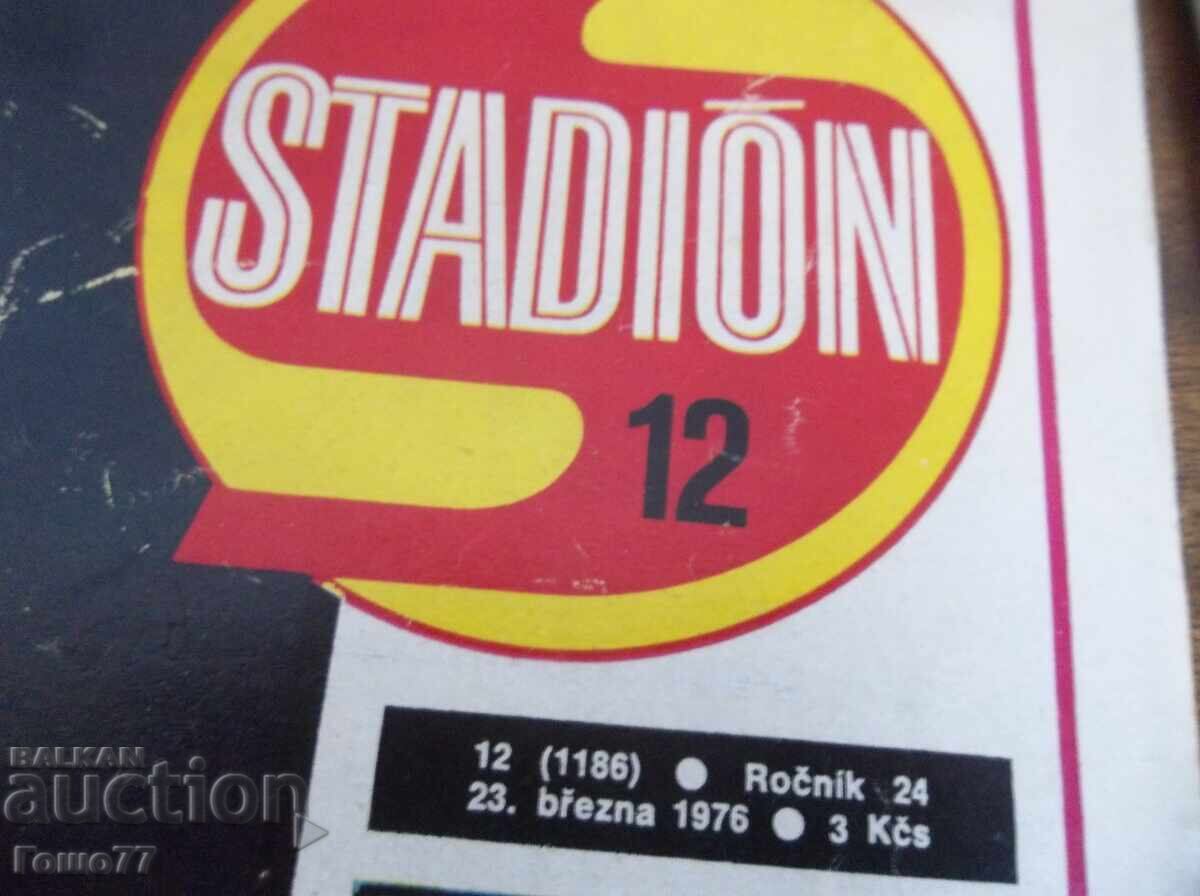 STADIÓN
12
12 (1186) ● Ročník 24
23. března 1976 ● 3 Kčs
BALKAN
auction
Гошо77